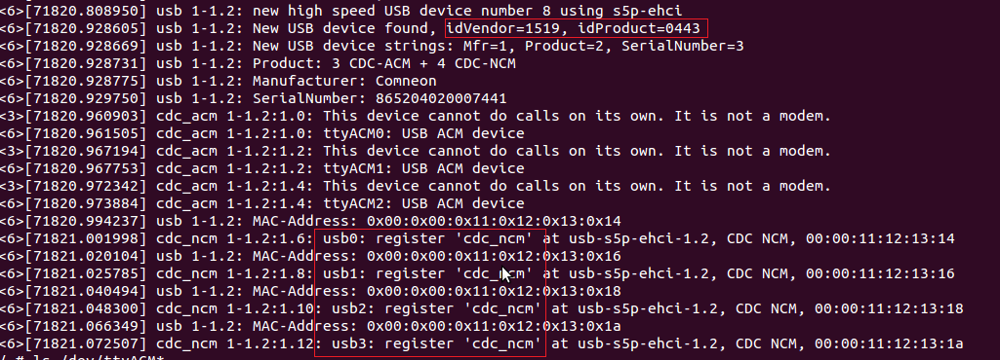 <6>[71820.808950] usb 1-1.2: new high speed USB device number 8 using s5p-ehci
<6>[71820.928605] usb 1-1.2: New USB device found, idVendor=1519, idProduct=0443
<6>[71820.928669] usb 1-1.2: New USB device strings: Mfr=1, Product=2, SerialNumber=3
<6>[71820.928731] usb 1-1.2: Product: 3 CDC-ACM + 4 CDC-NCM
<6>[71820.928775] usb 1-1.2: Manufacturer: Comneon
<6>[71820.929750] usb 1-1.2: SerialNumber: 865204020007441
<3>[71820.960903] cdc_acm 1-1.2:1.0: This device cannot do calls on its own. It is not a modem.
<6>[71820.961505] cdc_acm 1-1.2:1.0: ttyACM0: USB ACM device
<3>[71820.967194] cdc_acm 1-1.2:1.2: This device cannot do calls on its own. It is not a modem.
<6>[71820.967753] cdc_acm 1-1.2:1.2: ttyACM1: USB ACM device
<3>[71820.972342] cdc_acm 1-1.2:1.4: This device cannot do calls on its own. It is not a modem.
<6>[71820.973884] cdc_acm 1-1.2:1.4: ttyACM2: USB ACM device
<6>[71820.994237] usb 1-1.2: MAC-Address: 0x00:0x00:0x11:0x12:0x13:0x14
<6>[71821.001998] cdc_ncm 1-1.2:1.6: usb0: register 'cdc_ncm' at usb-s5p-ehci-1.2, CDC NCM, 00:00:11:12:13:14
<6>[71821.020104] usb 1-1.2: MAC-Address: 0x00:0x00:0x11:0x12:0x13:0x16
<6>[71821.025785] cdc_ncm 1-1.2:1.8: usb1: register 'cdc_ncm' at usb-s5p-ehci-1.2, CDC NCM, 00:00:11:12:13:16
<6>[71821.040494] usb 1-1.2: MAC-Address: 0x00:0x00:0x11:0x12:0x13:0x18
<6>[71821.048300] cdc_ncm 1-1.2:1.10: usb2: register 'cdc_ncm' at usb-s5p-ehci-1.2, CDC NCM, 00:00:11:12:13:18
<6>[71821.066349] usb 1-1.2: MAC-Address: 0x00:0x00:0x11:0x12:0x13:0x1a
<6>[71821.072507] cdc_ncm 1-1.2:1.12: usb3: register 'cdc_ncm' at usb-s5p-ehci-1.2, CDC NCM, 00:00:11:12:13:1a
/ # ls /dev/ttyACM*